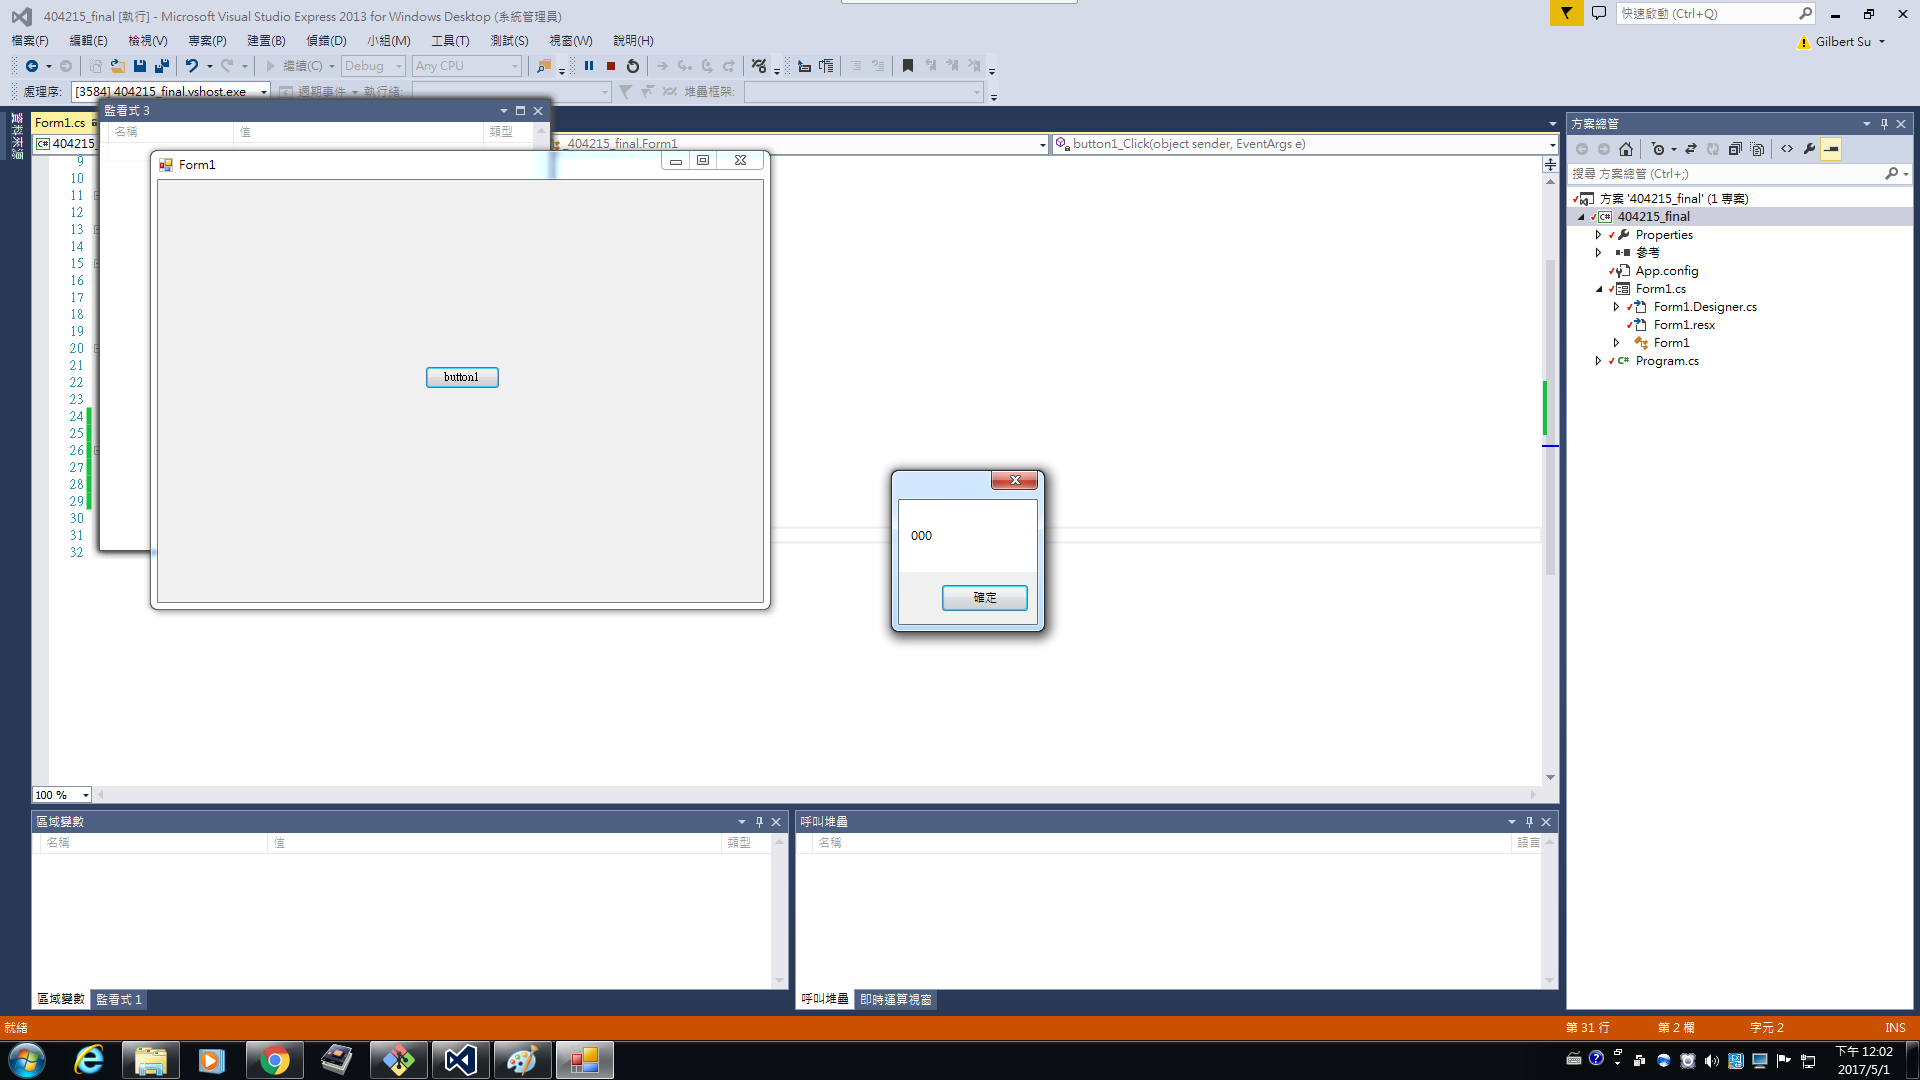 404215_final [執行] - Microsoft Visual Studio Express 2013 for Windows Desktop (系統管理員)
快速啟動 (Ctrl+Q)
檔案(F) 編輯(E) 檢視(V) 專案(P) 建置(B) 偵錯(D) 小組(M) 工具(T) 測試(S) 視窗(W) 說明(H)
Gilbert Su
繼續(C) Debug Any CPU
處理序: [3584] 404215_final.vshost.exe 週期事件 執行緒: 堆疊框架:
資料來源
Form1.cs
監看式 3
名稱 值 類型
404215_
_404215_final.Form1
button1_Click(object sender, EventArgs e)
Form1
button1
9
10
11
12
13
14
15
16
17
18
19
20
21
22
23
24
25
26
27
28
29
30
31
32
000
確定
100 %
方案總管
搜尋 方案總管 (Ctrl+;)
方案 '404215_final' (1 專案)
404215_final
Properties
參考
App.config
Form1.cs
Form1.Designer.cs
Form1.resx
Form1
Program.cs
區域變數
名稱 值 類型
區域變數 監看式 1
呼叫堆疊
名稱 語言
呼叫堆疊 即時運算視窗
就緒 第 31 行 第 2 欄 字元 2 INS
下午 12:02
2017/5/1